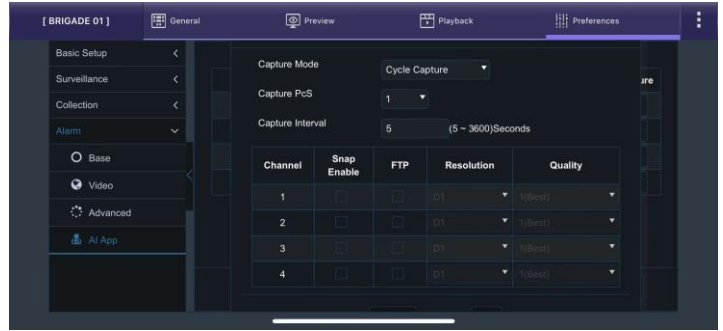 [ BRIGADE 01 ] General Preview Playback Preferences
Basic Setup
Surveillance
Collection
Alarm
Base
Video
Advanced
AI App
Capture Mode Cycle Capture
Capture PcS 1
Capture Interval 5 (5 ~ 3600)Seconds
ure
Channel Snap Enable FTP Resolution Quality
1 D1 1(Best)
2 D1 1(Best)
3 D1 1(Best)
4 D1 1(Best)